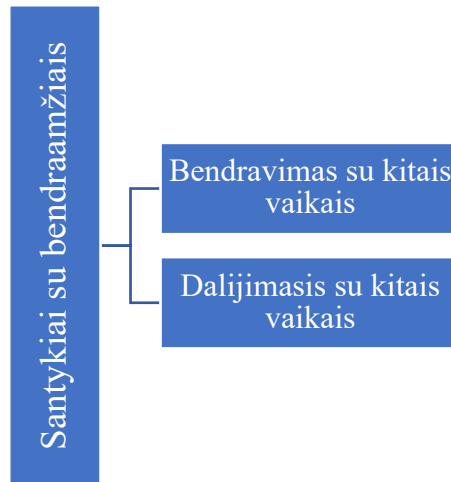 Santykiai su bendraamžiais
Bendravimas su kitais
vaikais
Dalijimasis su kitais
vaikais